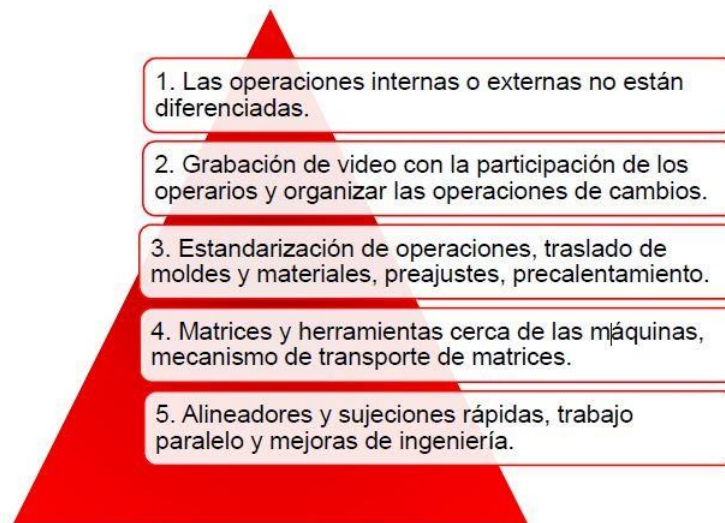 1. Las operaciones internas o externas no están
diferenciadas.
2. Grabación de video con la participación de los
operarios y organizar las operaciones de cambios.
3. Estandarización de operaciones, traslado de
moldes y materiales, preajustes, precalentamiento.
4. Matrices y herramientas cerca de las máquinas,
mecanismo de transporte de matrices.
5. Alineadores y sujeciones rápidas, trabajo
paralelo y mejoras de ingeniería.